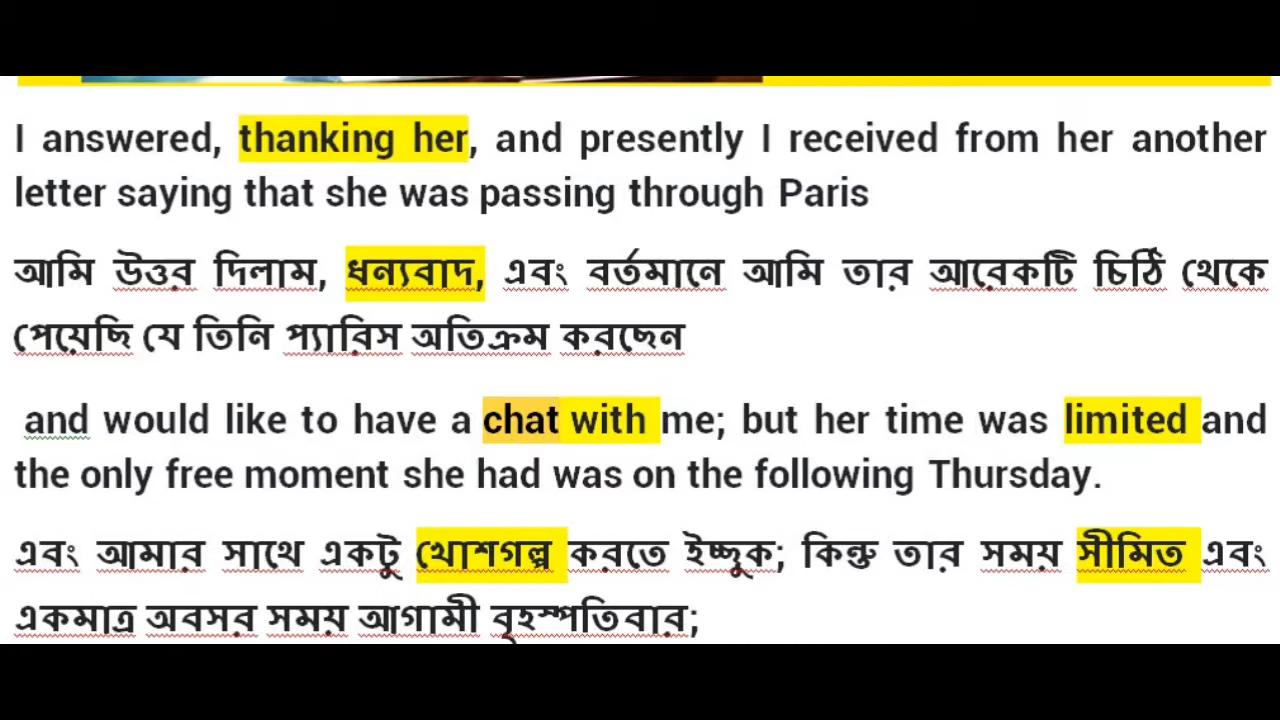 I answered, thanking her, and presently I received from her another
letter saying that she was passing through Paris
আমি উত্তর দিলাম, ধন্যবাদ, এবং বর্তমানে আমি তার আরেকটি চিঠি থেকে
পেয়েছি যে তিনি প্যারিস অতিক্রম করছেন
and would like to have a chat with me; but her time was limited and
the only free moment she had was on the following Thursday.
এবং আমার সাথে একটু খোশগল্প করতে ইচ্ছুক; কিন্তু তার সময় সীমিত এবং
একমাত্র অবসর সময় আগামী বৃহস্পতিবার;